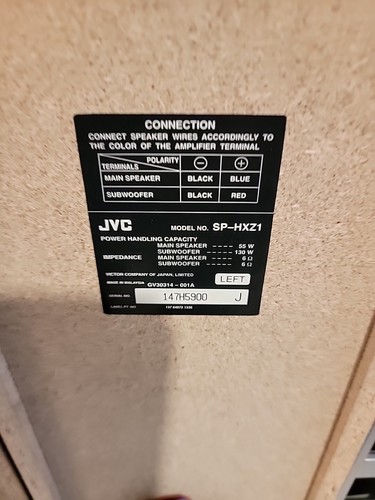 CONNECTION
CONNECT SPEAKER WIRES ACCORDINGLY TO
THE COLOR OF THE AMPLIFIER TERMINAL
POLARITY
TERMINALS
MAIN SPEAKER BLACK BLUE
SUBWOOFER BLACK RED
JVC MODEL NO. SP-HXZ1
POWER HANDLING CAPACITY
MAIN SPEAKER ---- 55 W
SUBWOOFER ---- 130 W
IMPEDANCE MAIN SPEAKER ---- 6 Ω
SUBWOOFER ---- 6 Ω
VICTOR COMPANY OF JAPAN, LIMITED
LEFT
MADE IN MALAYSIA GV30314-001A
SERIAL NO. 147H5900 J